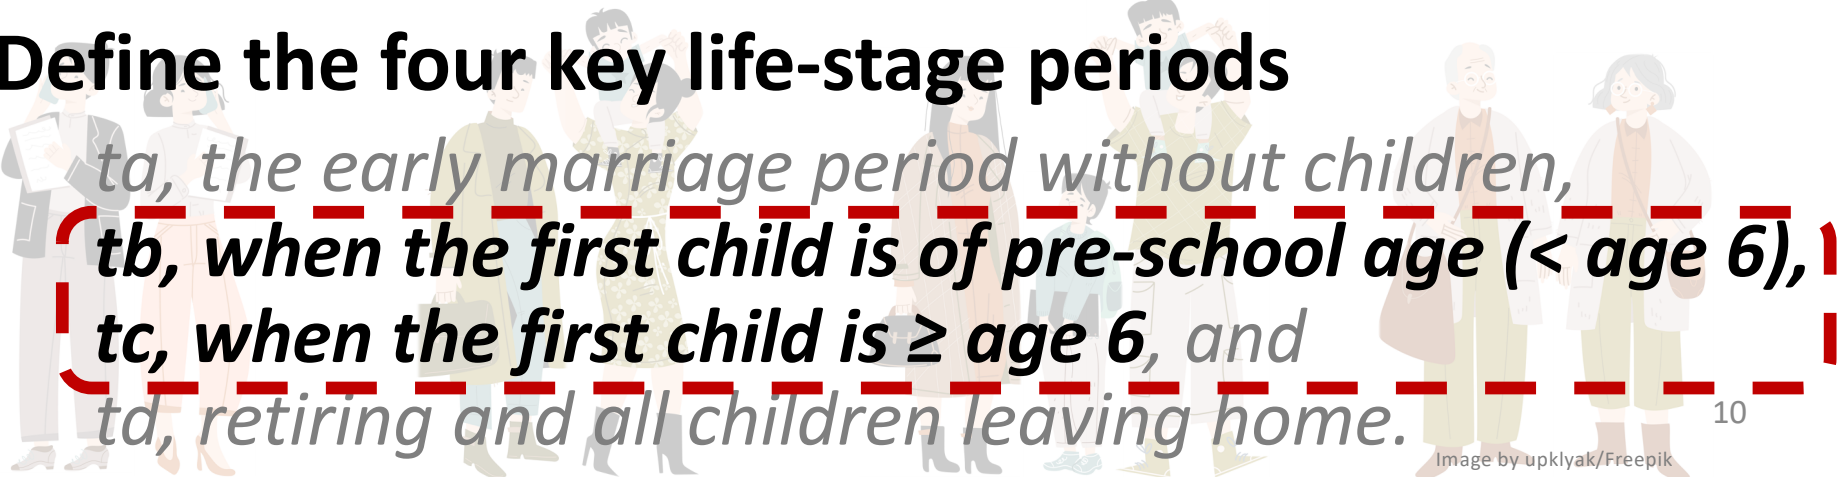 Define the four key life-stage periods
ta, the early marriage period without children,
tb, when the first child is of pre-school age (< age 6),
tc, when the first child is ≥ age 6, and
td, retiring and all children leaving home.
10
Image by upklyak/Freepik